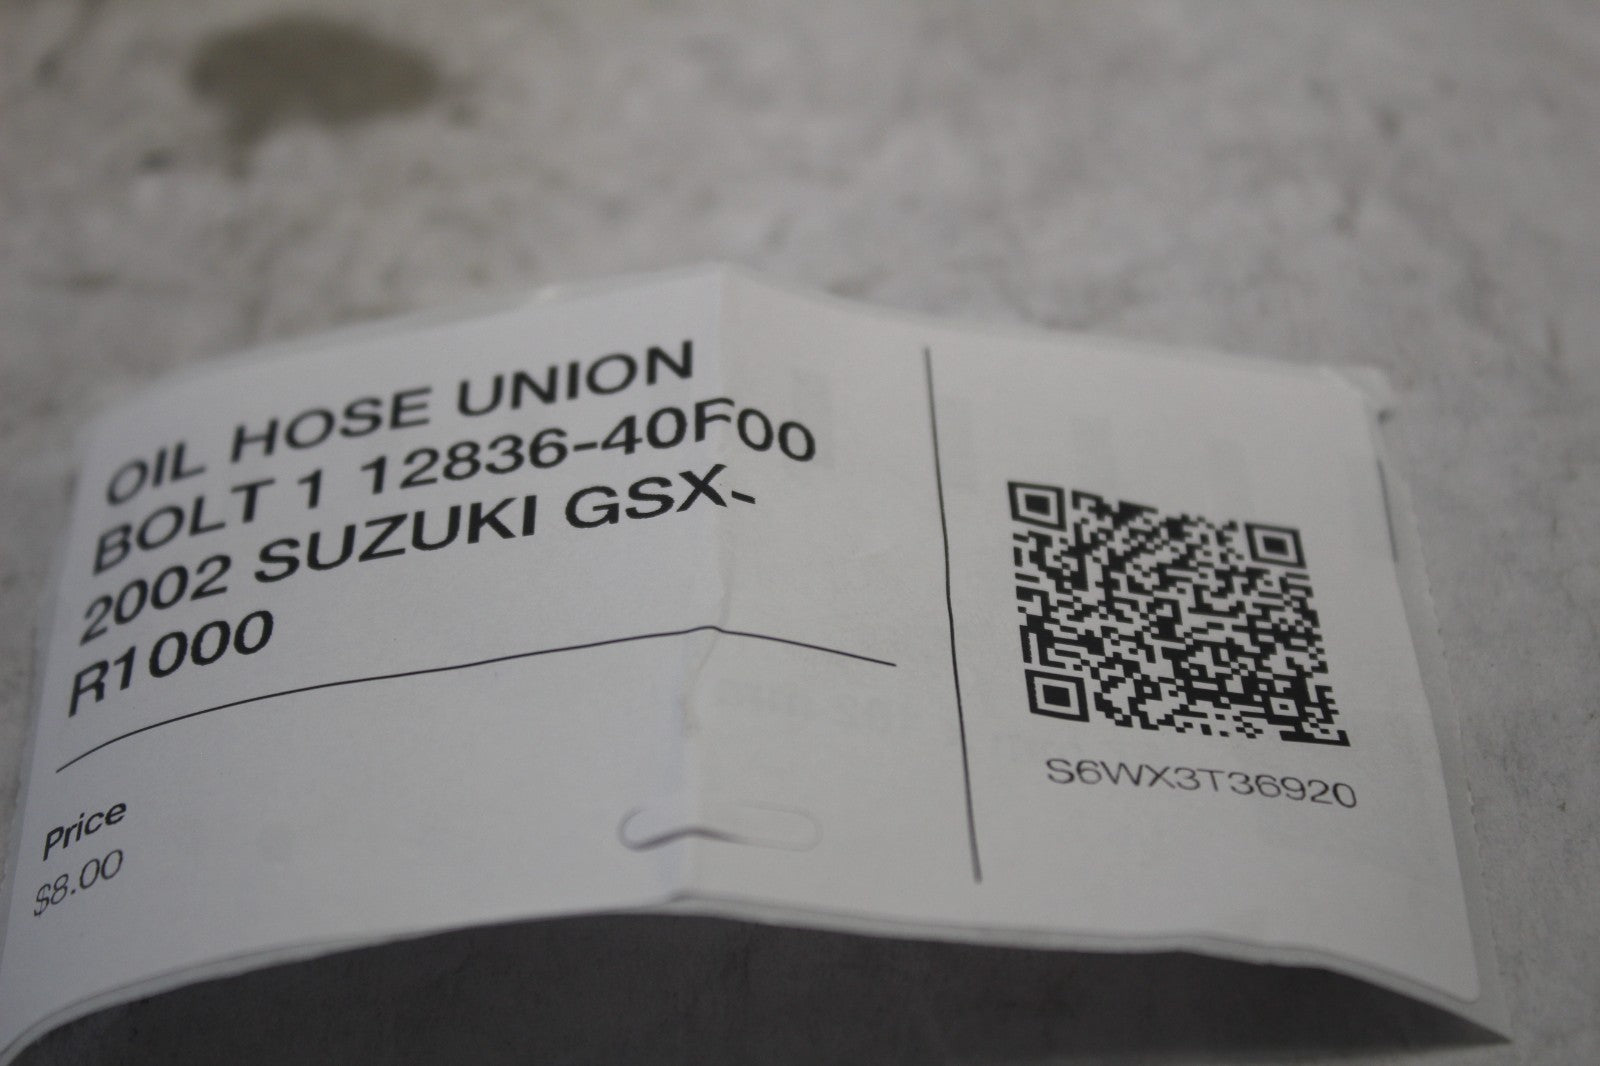 OIL HOSE UNION
BOLT 1 12836-40F00
2002 SUZUKI GSX-
R1000
Price
$8.00
S6WX3T36920